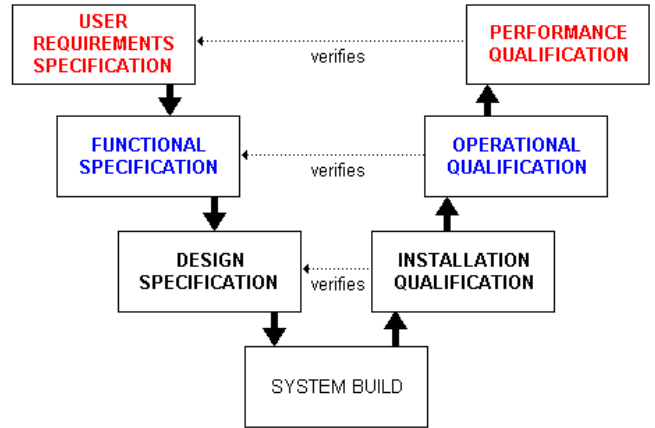 USER
REQUIREMENTS
SPECIFICATION
verifies
PERFORMANCE
QUALIFICATION
FUNCTIONAL
SPECIFICATION
verifies
OPERATIONAL
QUALIFICATION
DESIGN
SPECIFICATION
verifies
INSTALLATION
QUALIFICATION
SYSTEM BUILD